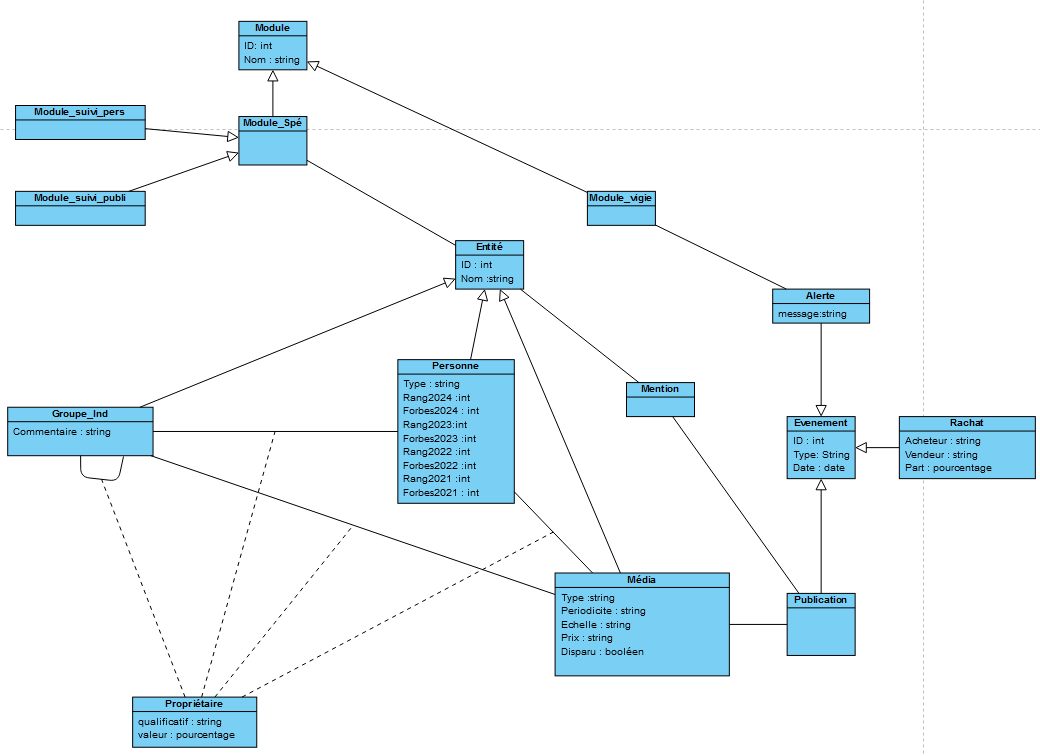 Module
ID: int
Nom : string
Module_suivi_pers
Module_Spé
Module_suivi_publi
Module_vigie
Entité
ID : int
Nom :string
Alerte
message:string
Personne
Type : string
Rang2024 :int
Forbes2024 : int
Rang2023:int
Forbes2023 :int
Rang2022 :int
Forbes2022 :int
Rang2021 :int
Forbes2021 : int
Mention
Groupe_Ind
Commentaire : string
Evenement
ID : int
Type: String
Date : date
Rachat
Acheteur : string
Vendeur : string
Part : pourcentage
Média
Type :string
Periodicite : string
Echelle : string
Prix : string
Disparu : booléen
Publication
Propriétaire
qualificatif : string
valeur : pourcentage